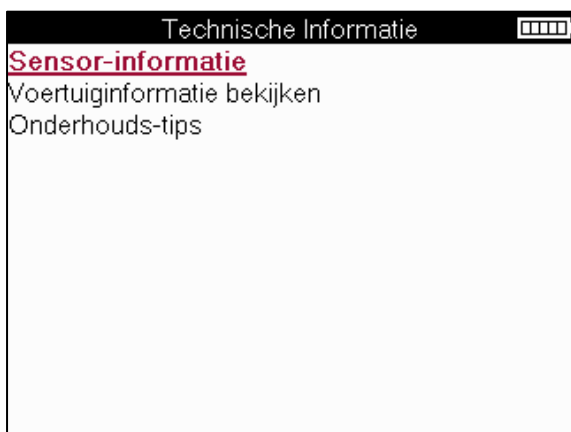 Technische Informatie
Sensor-informatie
Voertuiginformatie bekijken
Onderhouds-tips